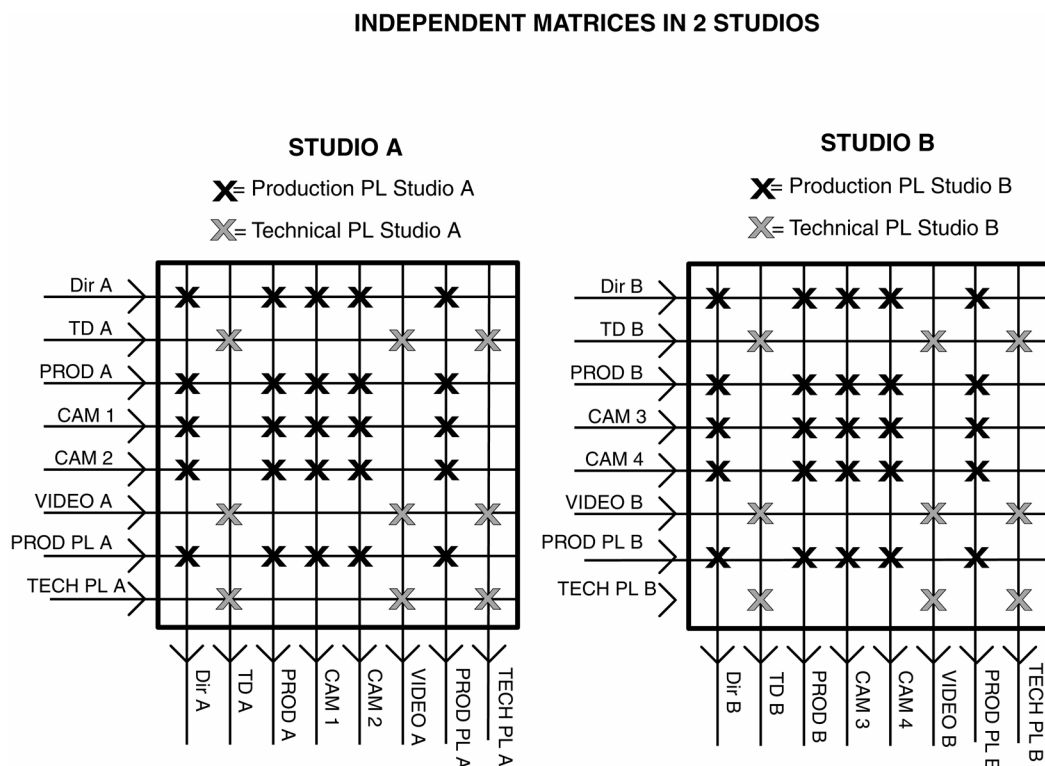 INDEPENDENT MATRICES IN 2 STUDIOS
STUDIO A
X= Production PL Studio A
X= Technical PL Studio A
Dir A
TD A
PROD A
CAM 1
CAM 2
VIDEO A
PROD PL A
TECH PL A
Dir A
TD A
PROD A
CAM 1
CAM 2
VIDEO A
PROD PL A
TECH PL A
STUDIO B
X= Production PL Studio B
X= Technical PL Studio B
Dir B
TD B
PROD B
CAM 3
CAM 4
VIDEO B
PROD PL B
TECH PL B
Dir B
TD B
PROD B
CAM 3
CAM 4
VIDEO B
PROD PL B
TECH PL B